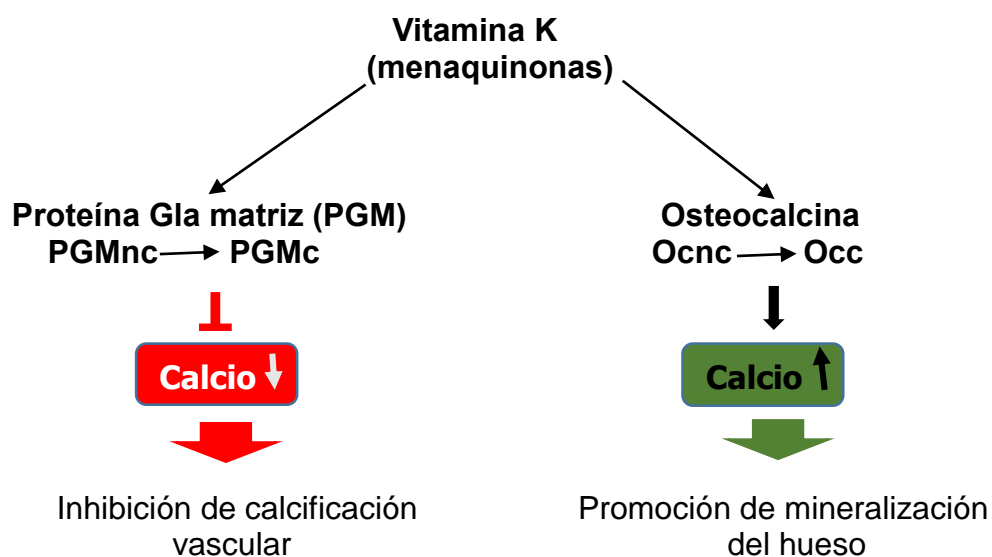 Vitamina K
(menaquinonas)
Proteína Gla matriz (PGM)
PGMnc PGMc
Calcio
Inhibición de calcificación
vascular
Osteocalcina
Ocnc Occ
Calcio
Promoción de mineralización
del hueso